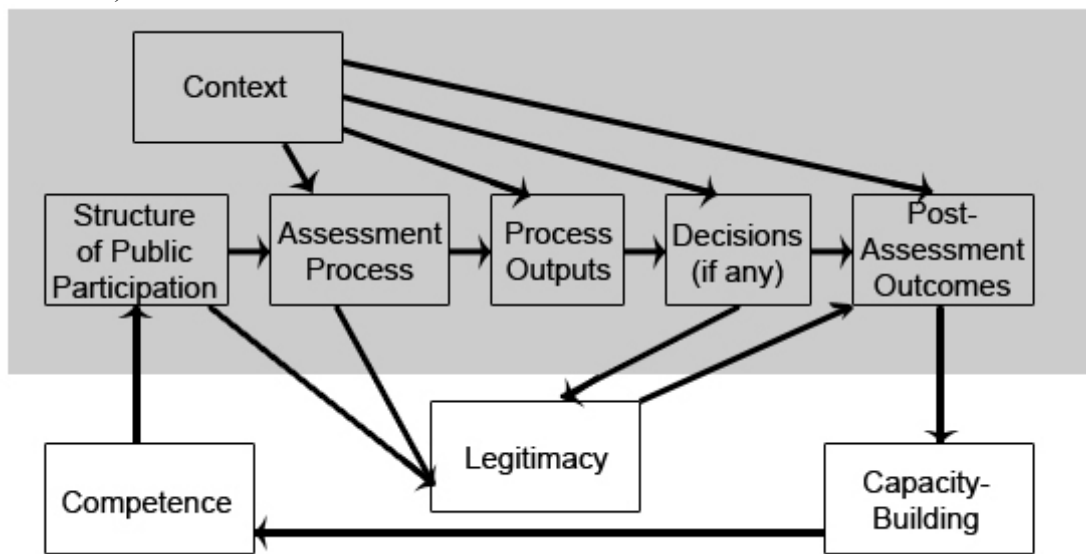 Context
Structure
of Public
Participation
Assessment
Process
Process
Outputs
Decisions
(if any)
Post-
Assessment
Outcomes
Legitimacy
Competence
Capacity-
Building